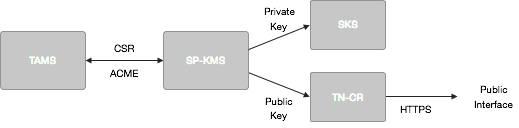 TAMS
CSR
ACME
SP-KMS
Private
Key
SKS
Public
Key
TN-CR
HTTPS
Public
Interface